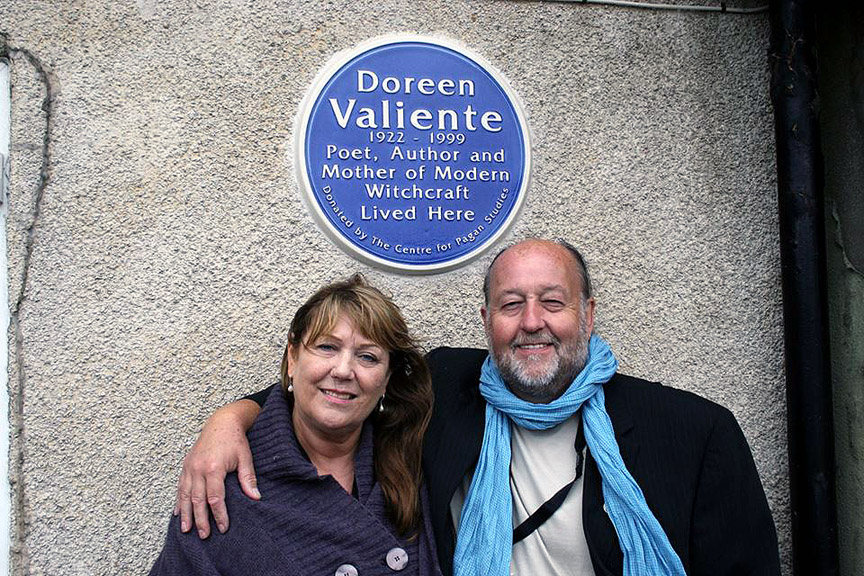 Doreen
Valiente
1922 - 1999
Poet, Author and
Mother of Modern
Witchcraft
Lived Here
Donated by The Centre for Pagan Studies